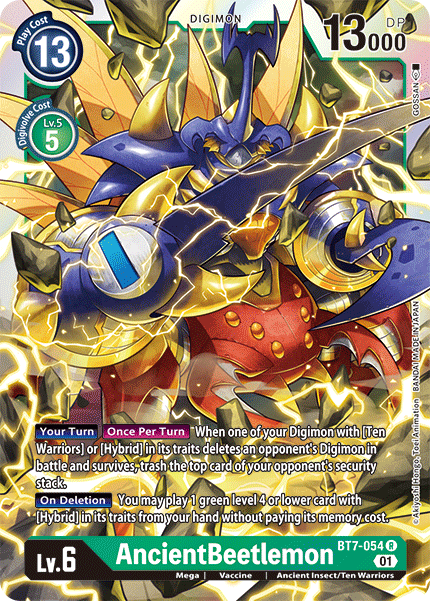 Play Cost
13
DIGIMON
DP
13000
Digivolve Cost
Lv.5
5
GOSSAN
Your Turn Once Per Turn When one of your Digimon with [Ten
Warriors] or [Hybrid] in its traits deletes an opponent's Digimon in
battle and survives, trash the top card of your opponent's security
stack.
On Deletion You may play 1 green level 4 or lower card with
[Hybrid] in its traits from your hand without paying its memory cost.
©Akiyoshi Hongo, Toei Animation BANDAI MADE IN JAPAN
Lv.6
AncientBeetlemon
BT7-054 R
01
Mega | Vaccine | Ancient Insect/Ten Warriors